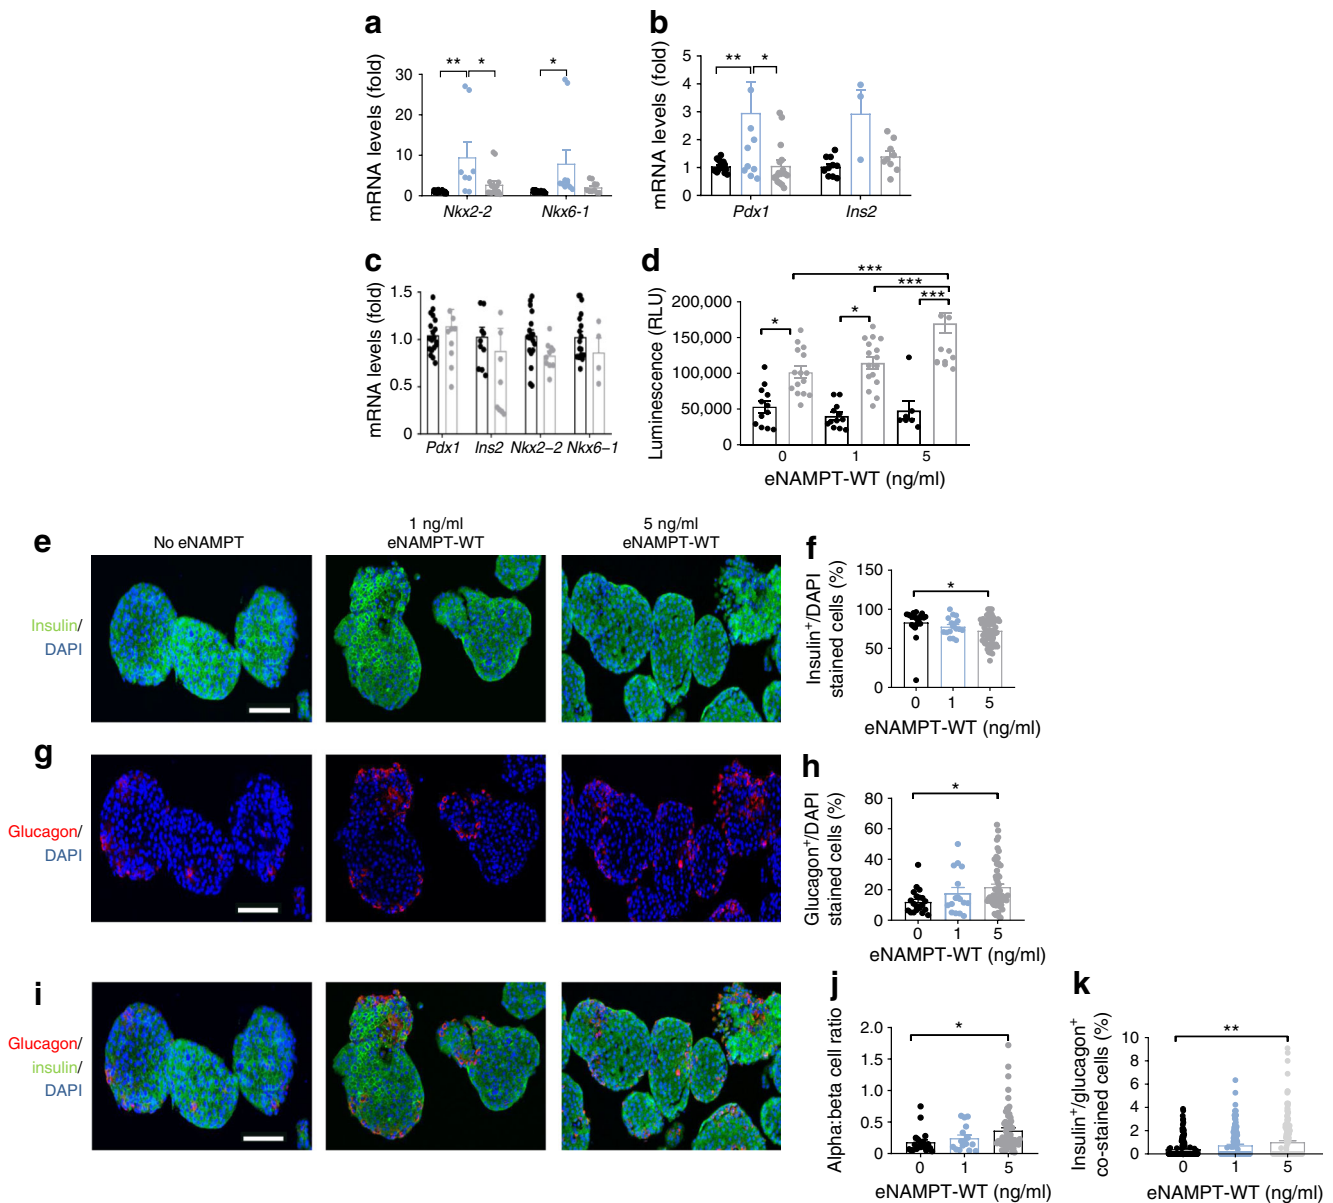 a
mRNA levels (fold)
30
20
10
0
** *
*
Nkx2-2 Nkx6-1
b
mRNA levels (fold)
5
4
3
2
1
0
** *
Pdx1 Ins2
c
mRNA levels (fold)
1.5
1.0
0.5
0
Pdx1 Ins2 Nkx2–2 Nkx6–1
d
Luminescence (RLU)
200,000
150,000
100,000
50,000
0
***
***
***
*
*
0 1 5
eNAMPT-WT (ng/ml)
e
No eNAMPT
1 ng/ml
eNAMPT-WT
5 ng/ml
eNAMPT-WT
Insulin/
DAPI
f
Insulin+/DAPI
stained cells (%)
150
100
50
0
*
0 1 5
eNAMPT-WT (ng/ml)
g
Glucagon/
DAPI
h
Glucagon+/DAPI
stained cells (%)
80
60
40
20
0
*
0 1 5
eNAMPT-WT (ng/ml)
i
Glucagon/
insulin/
DAPI
j
Alpha:beta cell ratio
2.0
1.5
1.0
0.5
0
*
0 1 5
eNAMPT-WT (ng/ml)
k
Insulin+/glucagon+
co-stained cells (%)
10
8
6
4
2
0
**
0 1 5
eNAMPT-WT (ng/ml)